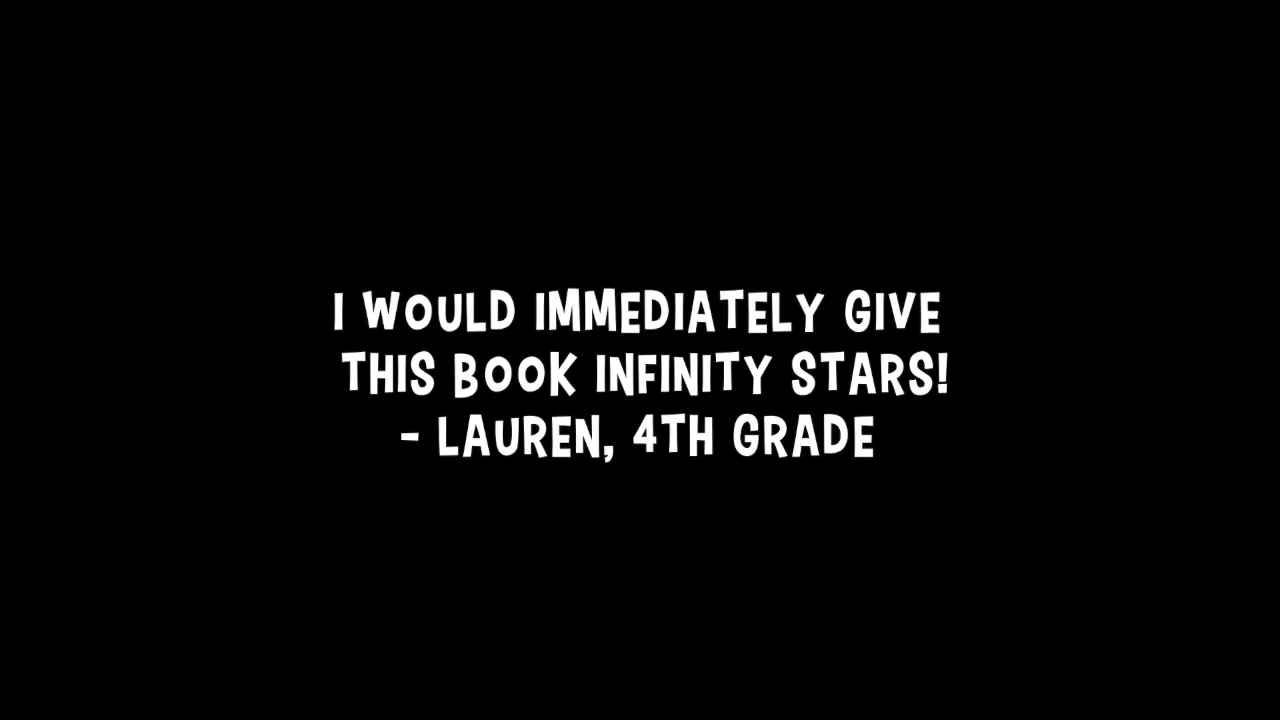 I WOULD IMMEDIATELY GIVE
THIS BOOK INFINITY STARS!
- LAUREN, 4TH GRADE